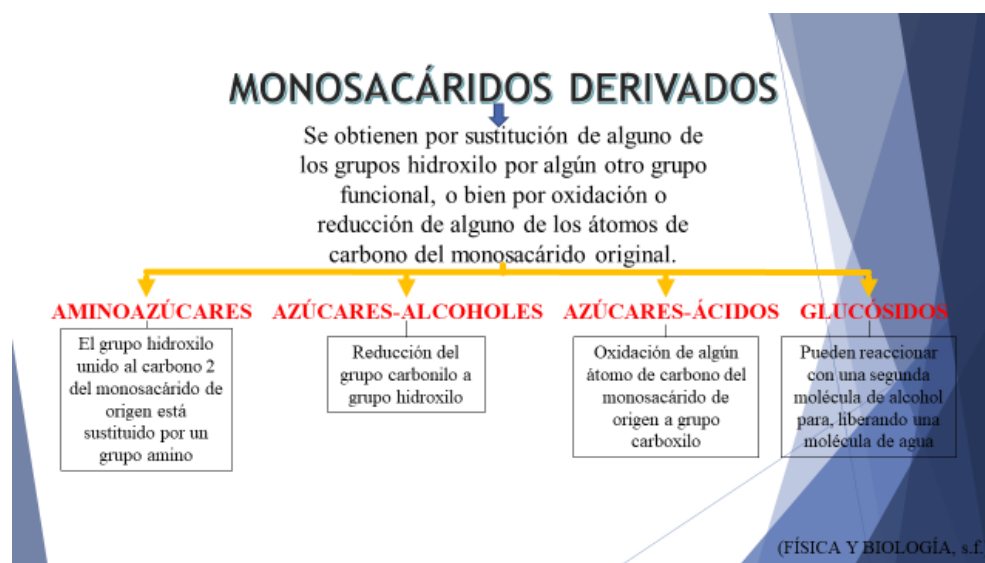 MONOSACÁRIDOS DERIVADOS
Se obtienen por sustitución de alguno de
los grupos hidroxilo por algún otro grupo
funcional, o bien por oxidación o
reducción de alguno de los átomos de
carbono del monosacárido original.
AMINOAZÚCARES
El grupo hidroxilo
unido al carbono 2
del monosacárido de
origen está
sustituido por un
grupo amino
AZÚCARES-ALCOHOLES
Reducción del
grupo carbonilo a
grupo hidroxilo
AZÚCARES-ÁCIDOS
Oxidación de algún
átomo de carbono del
monosacárido de
origen a grupo
carboxilo
GLUCÓSIDOS
Pueden reaccionar
con una segunda
molécula de alcohol
para, liberando una
molécula de agua
(FÍSICA Y BIOLOGÍA, s.f.